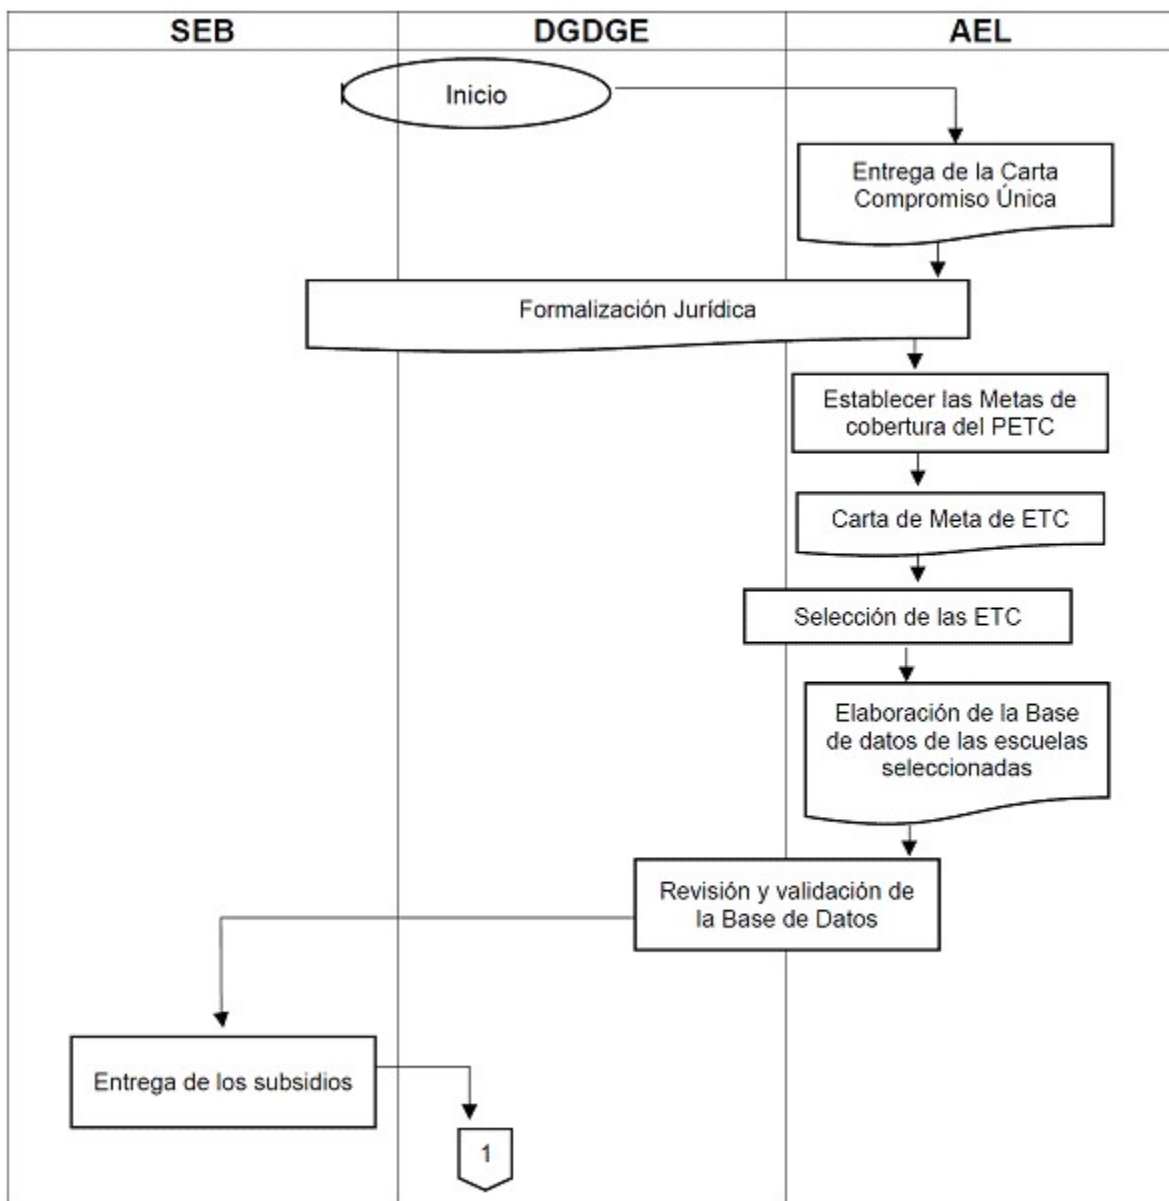 SEB DGDGE AEL
Inicio
Entrega de la Carta
Compromiso Única
Formalización Jurídica
Establecer las Metas de
cobertura del PETC
Carta de Meta de ETC
Selección de las ETC
Elaboración de la Base
de datos de las escuelas
seleccionadas
Revisión y validación de
la Base de Datos
Entrega de los subsidios
1